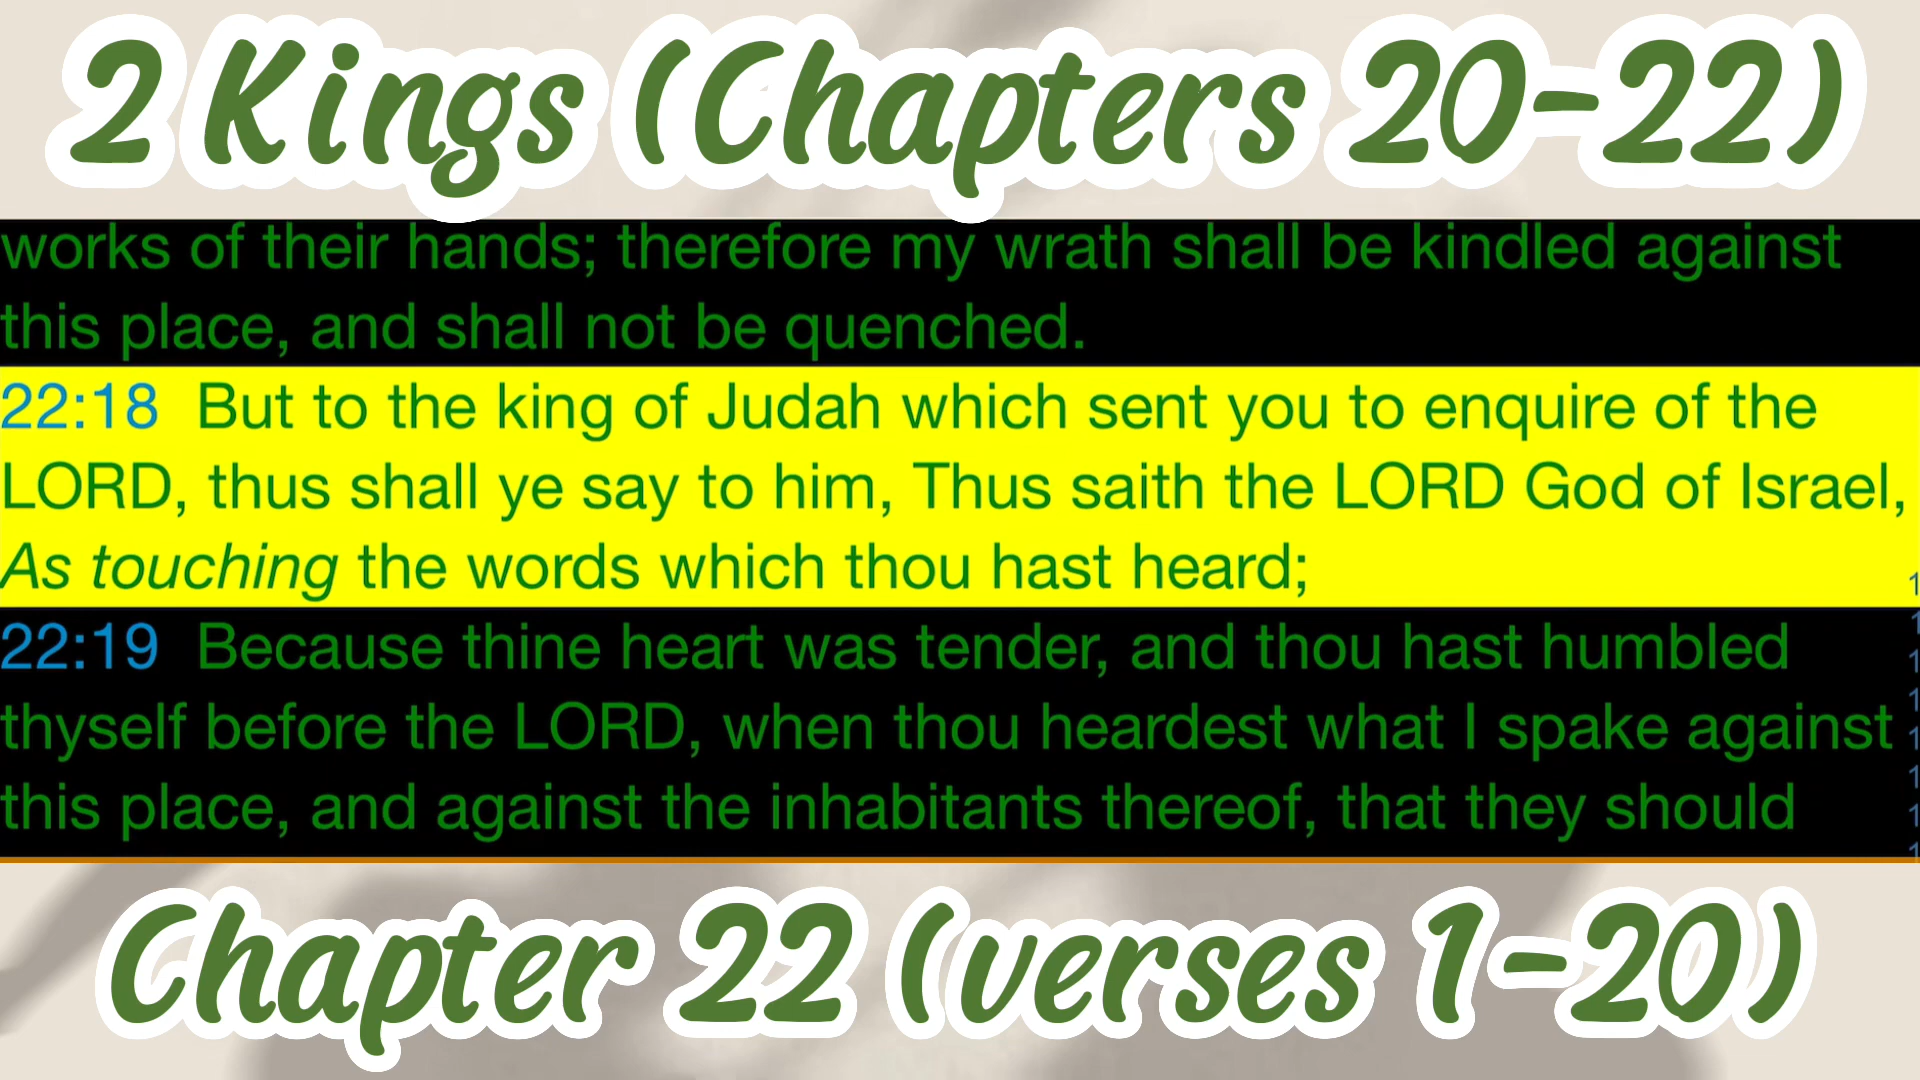 2 Kings (Chapters 20-22)
works of their hands; therefore my wrath shall be kindled against
this place, and shall not be quenched.
22:18 But to the king of Judah which sent you to enquire of the
LORD, thus shall ye say to him, Thus saith the LORD God of Israel,
As touching the words which thou hast heard;
22:19 Because thine heart was tender, and thou hast humbled
thyself before the LORD, when thou heardest what I spake against
this place, and against the inhabitants thereof, that they should
Chapter 22 (verses 1-20)